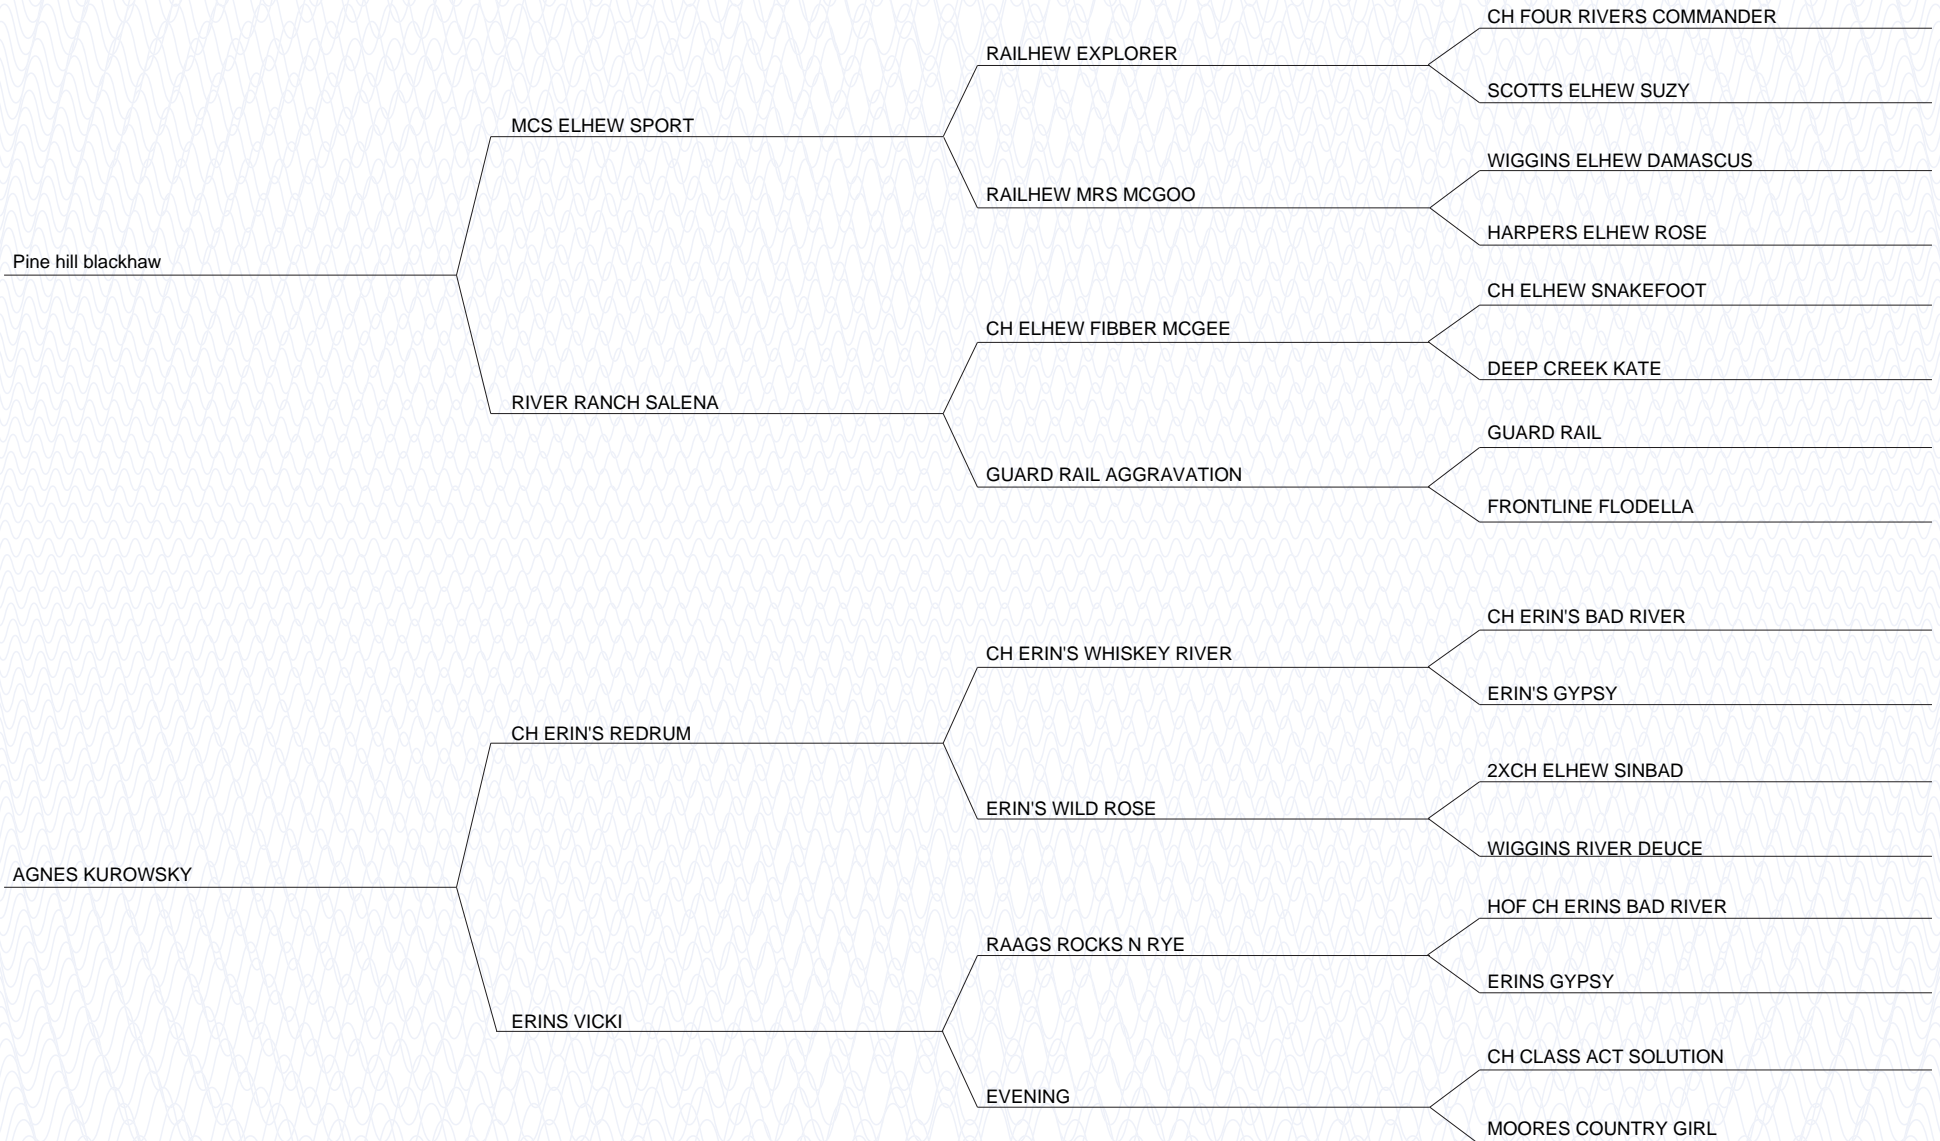 CH FOUR RIVERS COMMANDER
RAILHEW EXPLORER
SCOTTS ELHEW SUZY
MCS ELHEW SPORT
WIGGINS ELHEW DAMASCUS
RAILHEW MRS MCGOO
HARPERS ELHEW ROSE
Pine hill blackhaw
CH ELHEW SNAKEFOOT
CH ELHEW FIBBER MCGEE
DEEP CREEK KATE
RIVER RANCH SALENA
GUARD RAIL
GUARD RAIL AGGRAVATION
FRONTLINE FLODELLA
CH ERIN'S BAD RIVER
CH ERIN'S WHISKEY RIVER
ERIN'S GYPSY
CH ERIN'S REDRUM
2XCH ELHEW SINBAD
ERIN'S WILD ROSE
WIGGINS RIVER DEUCE
AGNES KUROWSKY
HOF CH ERINS BAD RIVER
RAAGS ROCKS N RYE
ERINS GYPSY
ERINS VICKI
CH CLASS ACT SOLUTION
EVENING
MOORES COUNTRY GIRL